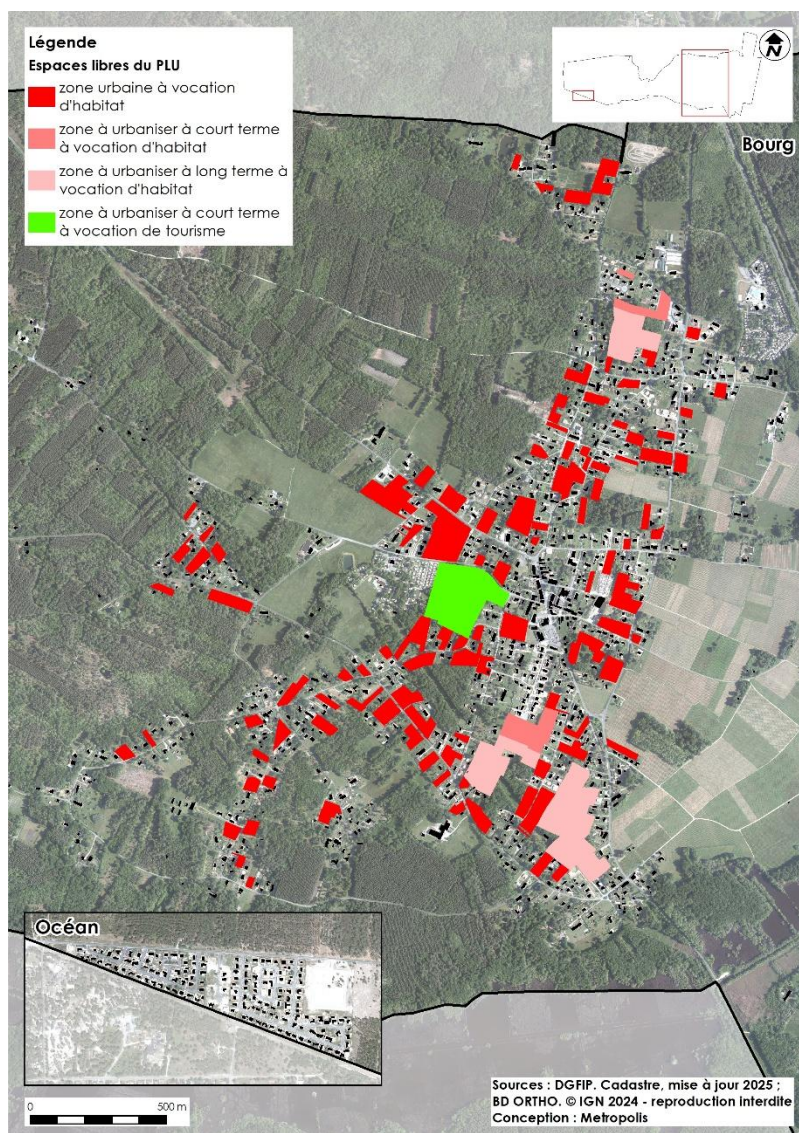 Légende
Espaces libres du PLU
zone urbaine à vocation
d'habitat
zone à urbaniser à court terme
à vocation d'habitat
zone à urbaniser à long terme à
vocation d'habitat
zone à urbaniser à court terme
à vocation de tourisme
N
Bourg
Océan
0
500 m
Sources : DGFIP. Cadastre, mise à jour 2025 ;
BD ORTHO. © IGN 2024 - reproduction interdite
Conception : Metropolis